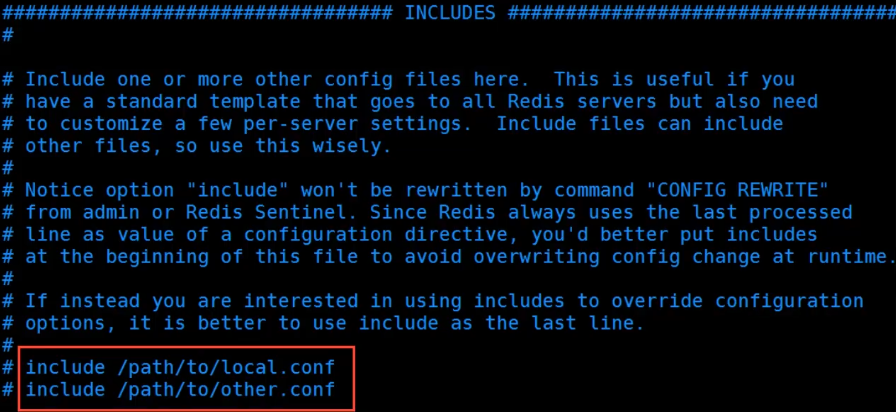 ################################## INCLUDES ##################################
#
# Include one or more other config files here.  This is useful if you
# have a standard template that goes to all Redis servers but also need
# to customize a few per-server settings.  Include files can include
# other files, so use this wisely.
#
# Notice option "include" won't be rewritten by command "CONFIG REWRITE"
# from admin or Redis Sentinel. Since Redis always uses the last processed
# line as value of a configuration directive, you'd better put includes
# at the beginning of this file to avoid overwriting config change at runtime.
#
# If instead you are interested in using includes to override configuration
# options, it is better to use include as the last line.
#
# include /path/to/local.conf
# include /path/to/other.conf